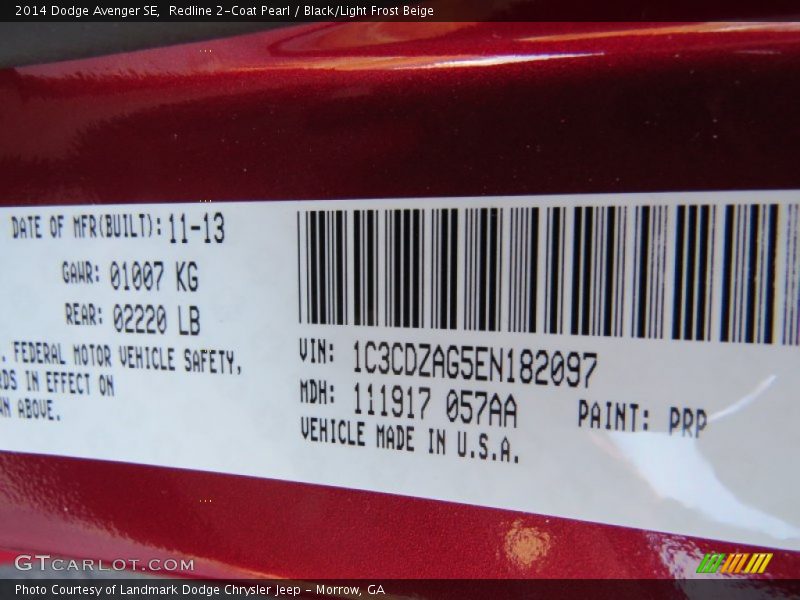 2014 Dodge Avenger SE, Redline 2-Coat Pearl / Black/Light Frost Beige
DATE OF MFR(BUILT): 11-13
GAWR: 01007 KG
REAR: 02220 LB
. FEDERAL MOTOR VEHICLE SAFETY,
RDS IN EFFECT ON
WN ABOVE.
VIN: 1C3CDZAG5EN182097
MDH: 111917 057AA
PAINT: PRP
VEHICLE MADE IN U.S.A.
GTCARLOT.COM
Photo Courtesy of Landmark Dodge Chrysler Jeep - Morrow, GA